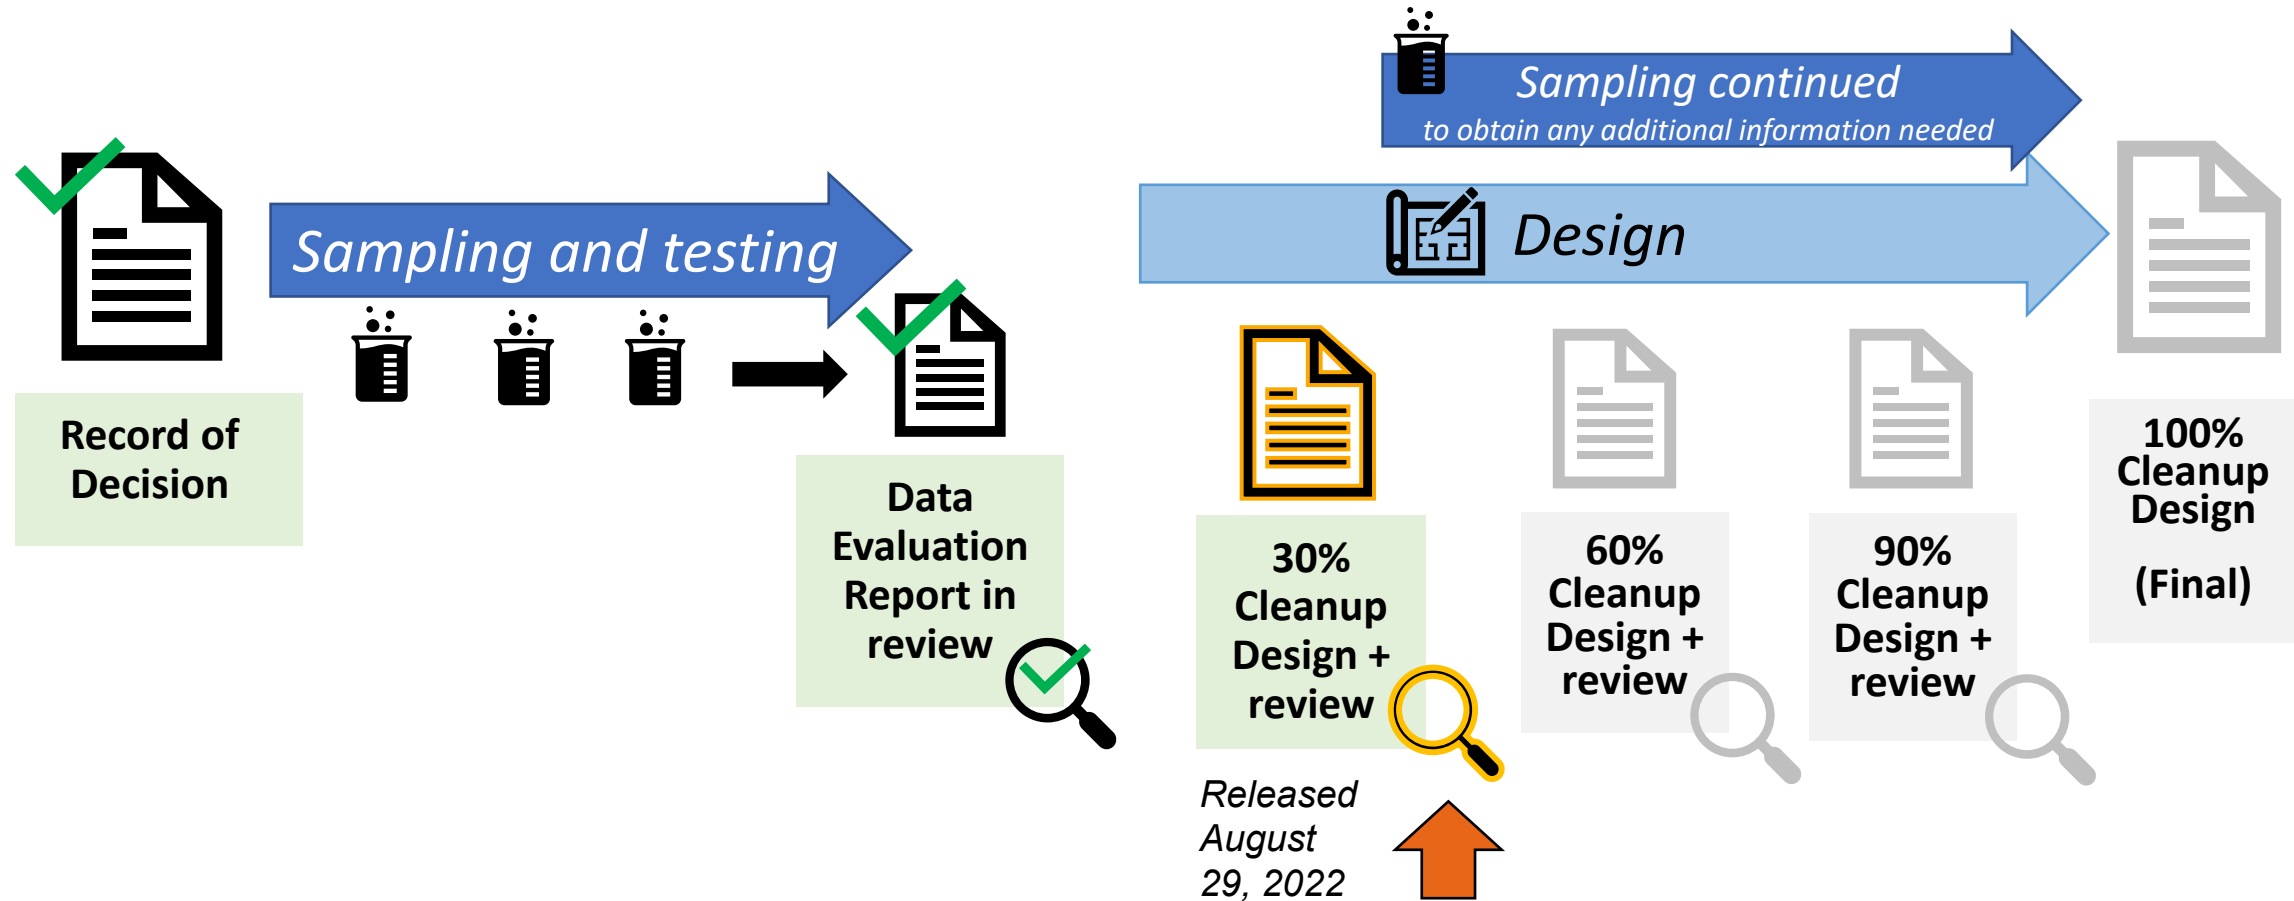 Sampling continued
to obtain any additional information needed
Sampling and testing
Design
Record of
Decision
Data
Evaluation
Report in
review
30%
Cleanup
Design +
review
60%
Cleanup
Design +
review
90%
Cleanup
Design +
review
100%
Cleanup
Design
(Final)
Released
August
29, 2022